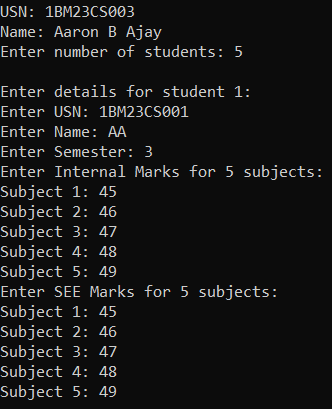 USN: 1BM23CS003
Name: Aaron B Ajay
Enter number of students: 5

Enter details for student 1:
Enter USN: 1BM23CS001
Enter Name: AA
Enter Semester: 3
Enter Internal Marks for 5 subjects:
Subject 1: 45
Subject 2: 46
Subject 3: 47
Subject 4: 48
Subject 5: 49
Enter SEE Marks for 5 subjects:
Subject 1: 45
Subject 2: 46
Subject 3: 47
Subject 4: 48
Subject 5: 49